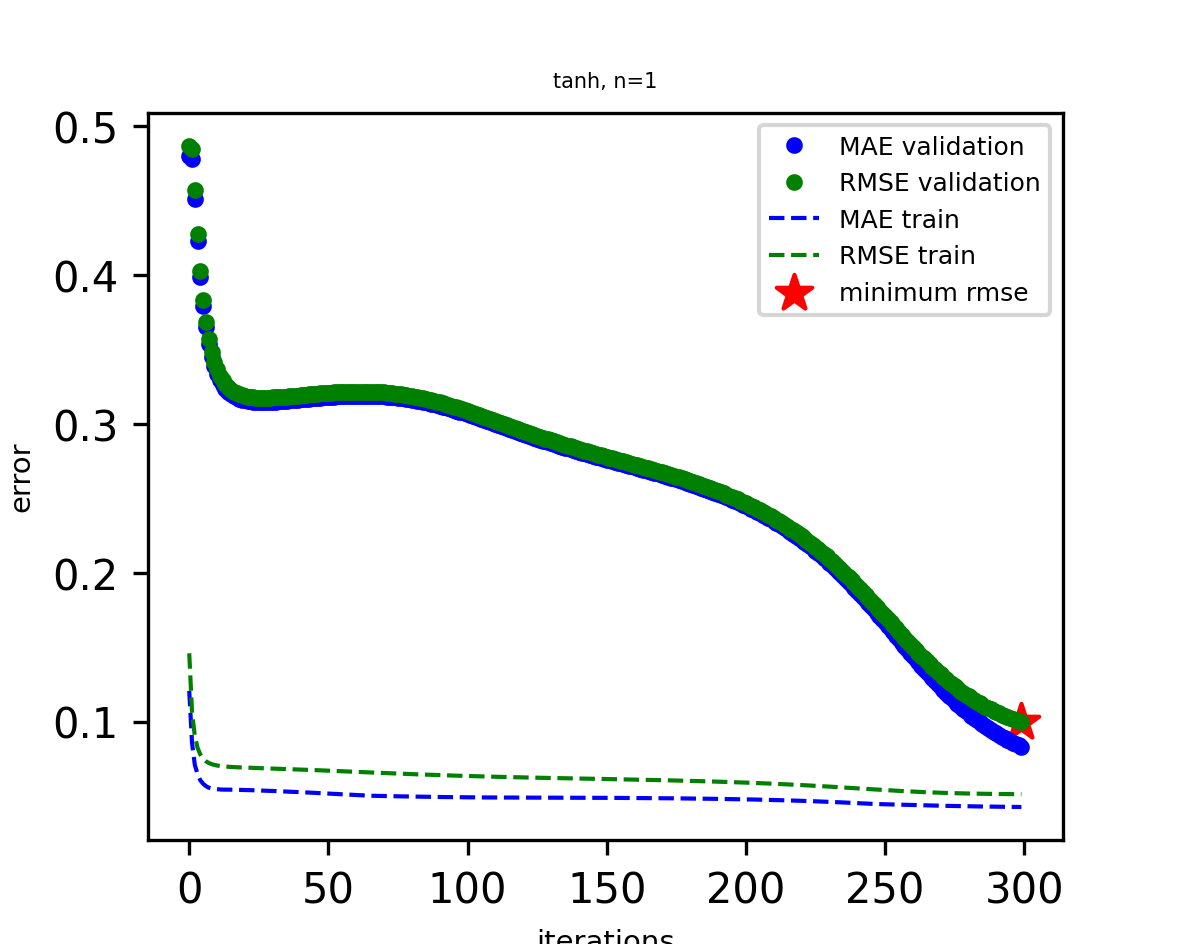 tanh, n=1
0.5
0.4
0.3
0.2
0.1
error
MAE validation
RMSE validation
MAE train
RMSE train
minimum rmse
0 50 100 150 200 250 300
iterations